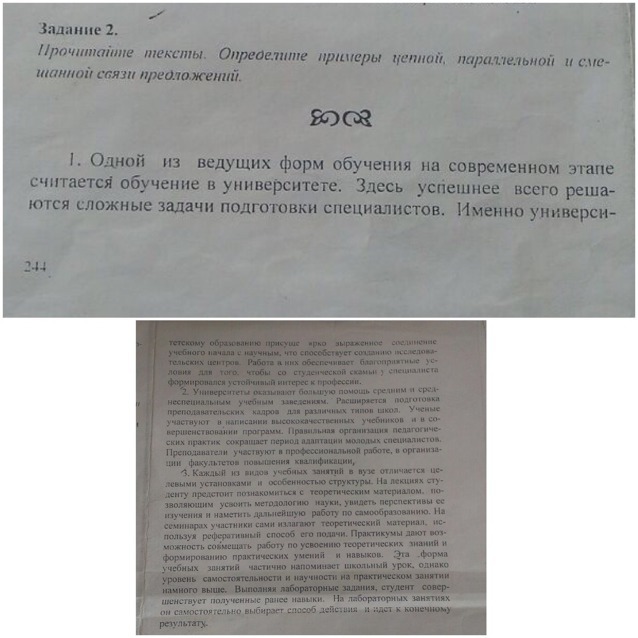 Задание 2.
Прочитайте тексты. Определите примеры цепной, параллельной и сме-
шанной связи предложений.
1. Одной из ведущих форм обучения на современном этапе
считается обучение в университете. Здесь успешнее всего реша-
ются сложные задачи подготовки специалистов. Именно универси-
244
тетскому образованию присуще ярко выраженное соединение
учебного начала с научным, что способствует созданию исследова-
тельских центров. Работа в них обеспечивает благоприятные усло-
вия для того, чтобы со студенческой скамьи у специалиста
формировался устойчивый интерес к профессии.
2. Университеты оказывают большую помощь средним и сред-
неспециальным учебным заведениям. Расширяется подготовка
преподавательских кадров для различных типов школ. Ученые
участвуют в написании высококачественных учебников и в со-
вершенствовании программ. Правильная организация педагогиче-
ских практик сокращает период адаптации молодых специалистов.
Преподаватели участвуют в профессиональной работе, в организа-
ции факультетов повышения квалификации.
3. Каждый из видов учебных занятий в вузе отличается це-
левыми установками и особенностью структуры. На лекциях сту-
денту предстоит познакомиться с теоретическим материалом, по-
зволяющим усвоить методологию науки, увидеть перспективы ее
изучения и наметить дальнейшую работу по самообразованию. На
семинарах участники сами излагают теоретический материал, ис-
пользуя реферативный способ его подачи. Практикумы дают воз-
можность совмещать работу по усвоению теоретических знаний и
формированию практических умений и навыков. Эта форма
учебных занятий частично напоминает школьный урок, однако
уровень самостоятельности и научности на практическом занятии
намного выше. Выполняя лабораторные задания, студент совер-
шенствует полученные ранее навыки. На лабораторных занятиях
он самостоятельно выбирает способ действия и идет к конечному
результату.